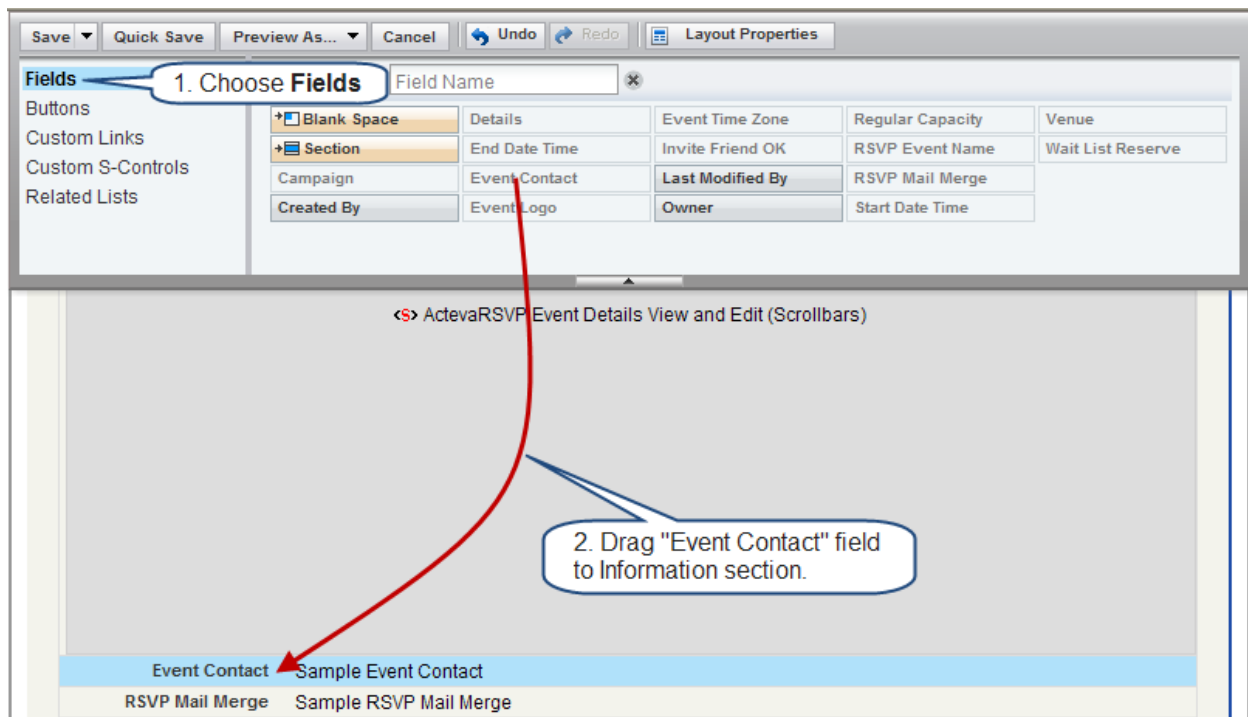 Save Quick Save Preview As... Cancel Undo Redo Layout Properties
Fields
Buttons
Custom Links
Custom S-Controls
Related Lists
1. Choose Fields
Field Name
Blank Space Details Event Time Zone Regular Capacity Venue
Section End Date Time Invite Friend OK RSVP Event Name Wait List Reserve
Campaign Event Contact Last Modified By RSVP Mail Merge
Created By Event Logo Owner Start Date Time
<S> ActevaRSVP Event Details View and Edit (Scrollbars)
2. Drag "Event Contact" field
to Information section.
Event Contact Sample Event Contact
RSVP Mail Merge Sample RSVP Mail Merge